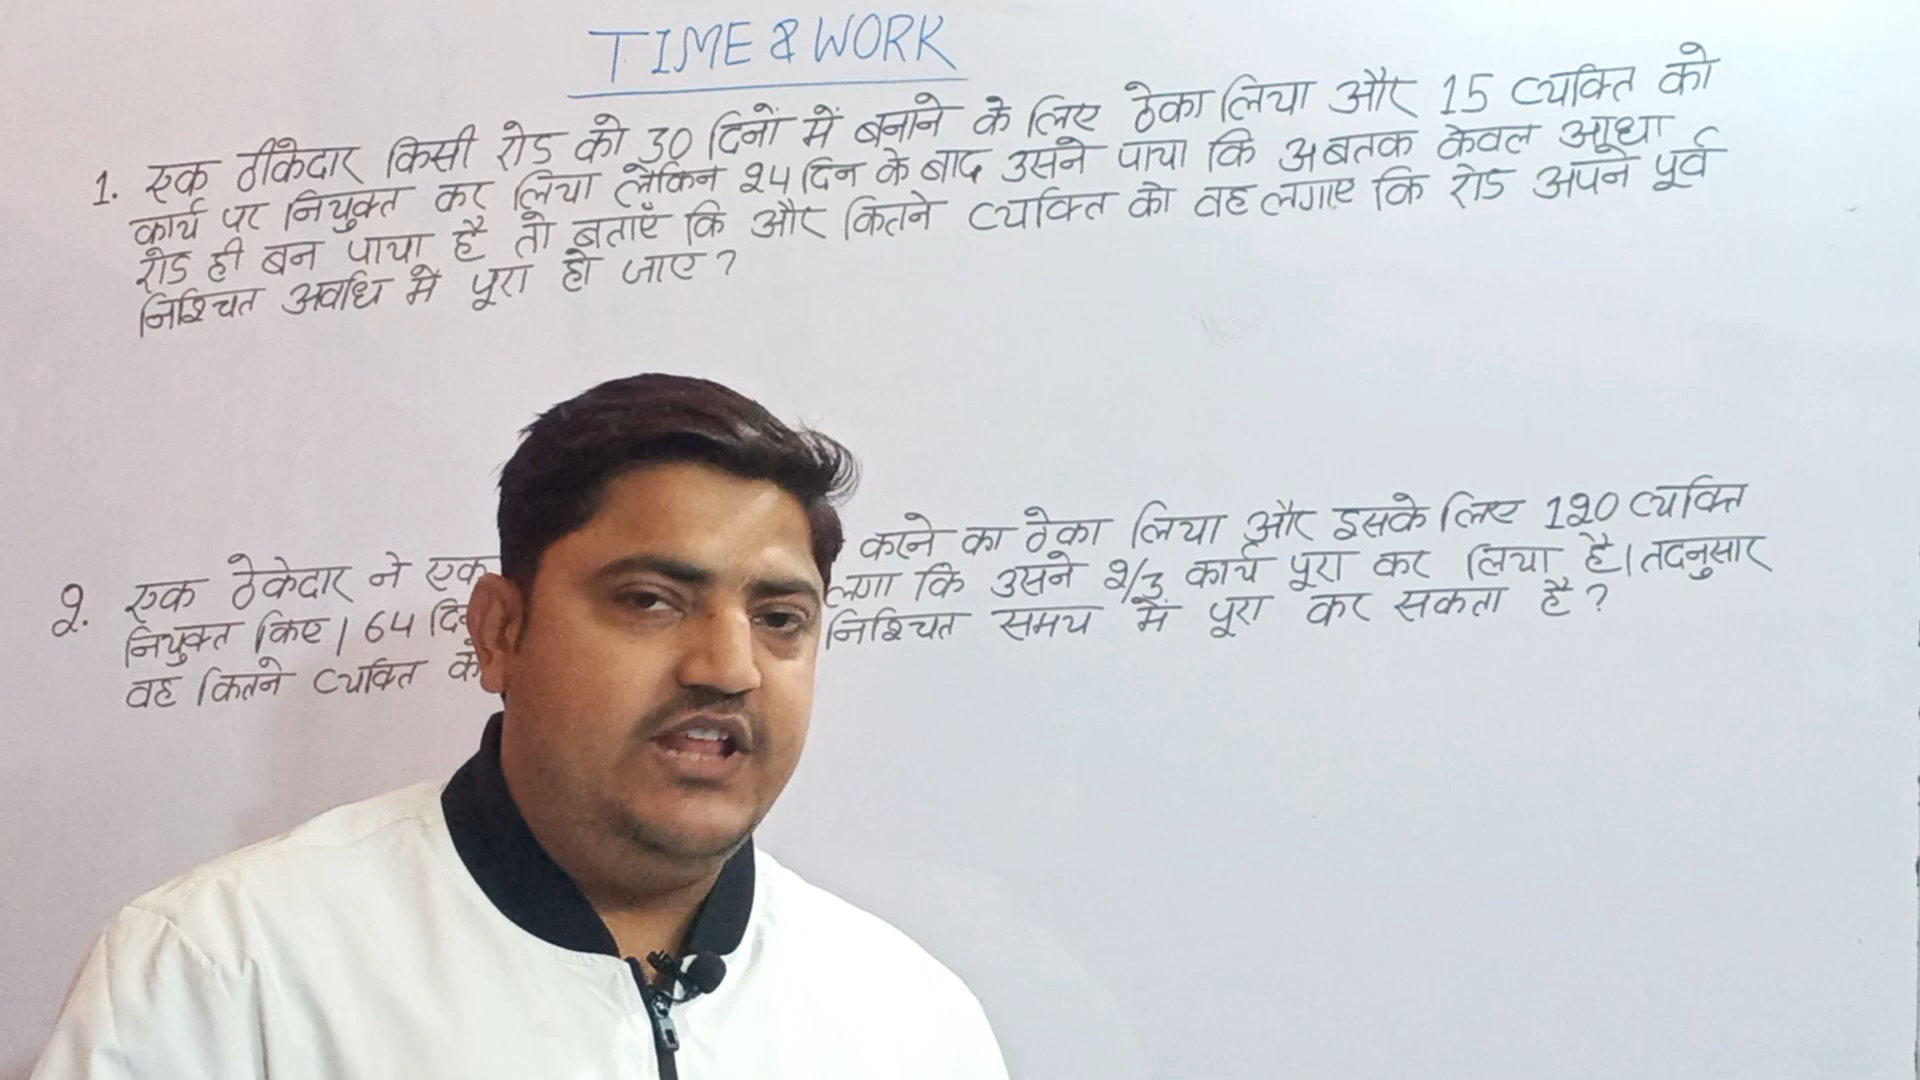 TIME & WORK
1. एक ठीकेदार किसी रोड को 30 दिनों में बनाने के लिए ठेका लिया और 15 व्यक्ति को
कार्य पर नियुक्त कर लिया लेकिन 24 दिन के बाद उसने पाया कि अबतक केवल आधा
रोड ही बन पाया है तो बताएँ कि और कितने व्यक्ति को वह लगाए कि रोड अपने पूर्व
निश्चित अवधि में पूरा हो जाए ?
2. एक ठेकेदार ने एक करने का ठेका लिया और इसके लिए 120 व्यक्ति
नियुक्त किए। 64 लगा कि उसने 2/3 कार्य पूरा कर लिया है। तदनुसार
वह कितने व्यक्ति निश्चित समय में पूरा कर सकता है ?